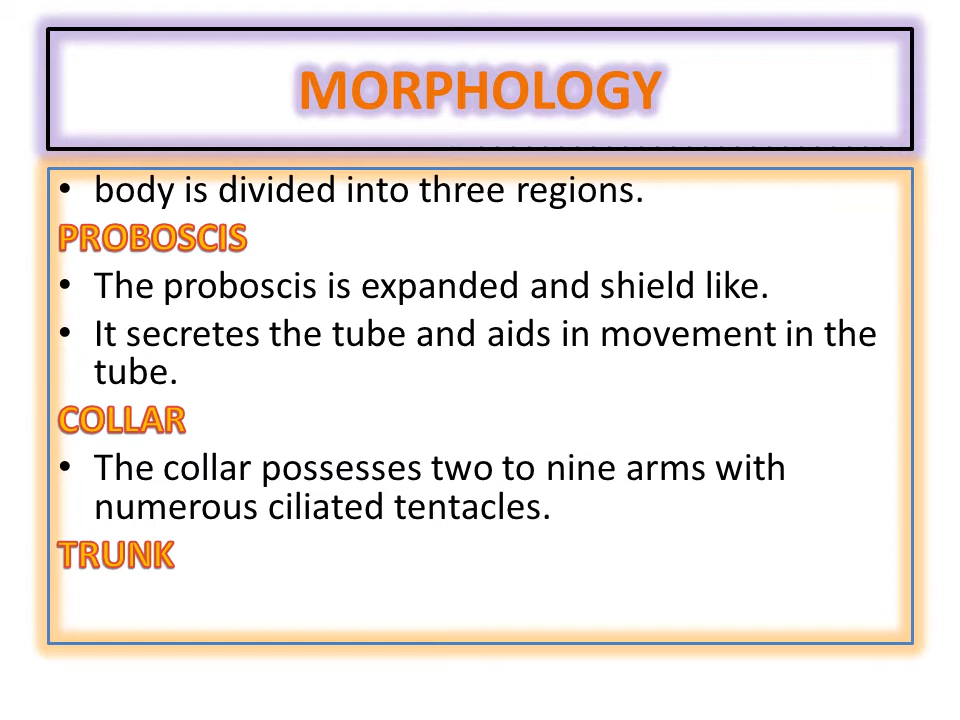 MORPHOLOGY
• body is divided into three regions.
PROBOSCIS
• The proboscis is expanded and shield like.
• It secretes the tube and aids in movement in the
tube.
COLLAR
• The collar possesses two to nine arms with
numerous ciliated tentacles.
TRUNK